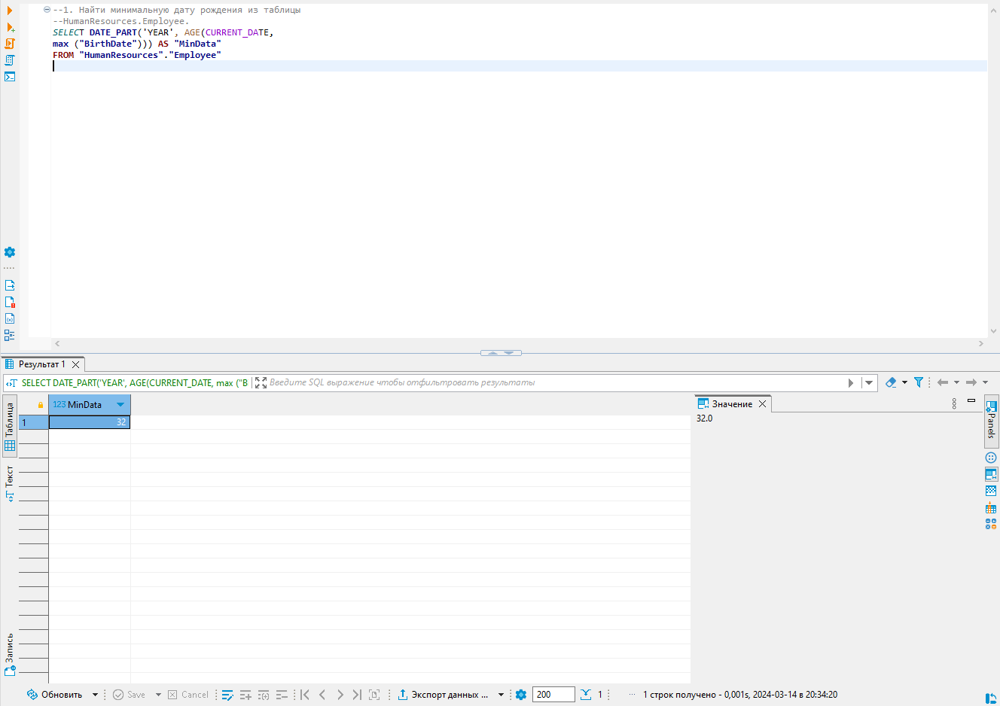 --1. Найти минимальную дату рождения из таблицы
--HumanResources.Employee.
SELECT DATE_PART('YEAR', AGE(CURRENT_DATE,
max ("BirthDate"))) AS "MinData"
FROM "HumanResources"."Employee"
Результат 1
SELECT DATE_PART('YEAR', AGE(CURRENT_DATE, max ("B
Введите SQL выражение чтобы отфильтровать результаты
Таблица
Текст
Запись
123 MinData
1
32
Значение
32.0
Panels
Обновить
Save
Cancel
Экспорт данных ...
200
1
1 строк получено - 0,001s, 2024-03-14 в 20:34:20